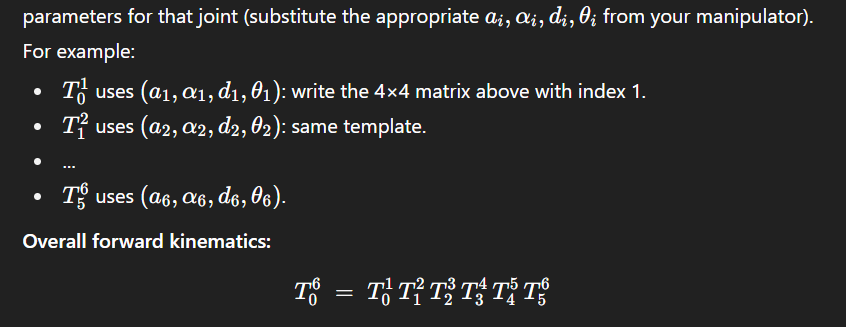 parameters for that joint (substitute the appropriate $a_i, \alpha_i, d_i, \theta_i$ from your manipulator).
For example:
• $T_0^1$ uses $(a_1, \alpha_1, d_1, \theta_1)$: write the 4×4 matrix above with index 1.
• $T_1^2$ uses $(a_2, \alpha_2, d_2, \theta_2)$: same template.
• ...
• $T_5^6$ uses $(a_6, \alpha_6, d_6, \theta_6)$.
Overall forward kinematics:
$T_0^6 = T_0^1 T_1^2 T_2^3 T_3^4 T_4^5 T_5^6$